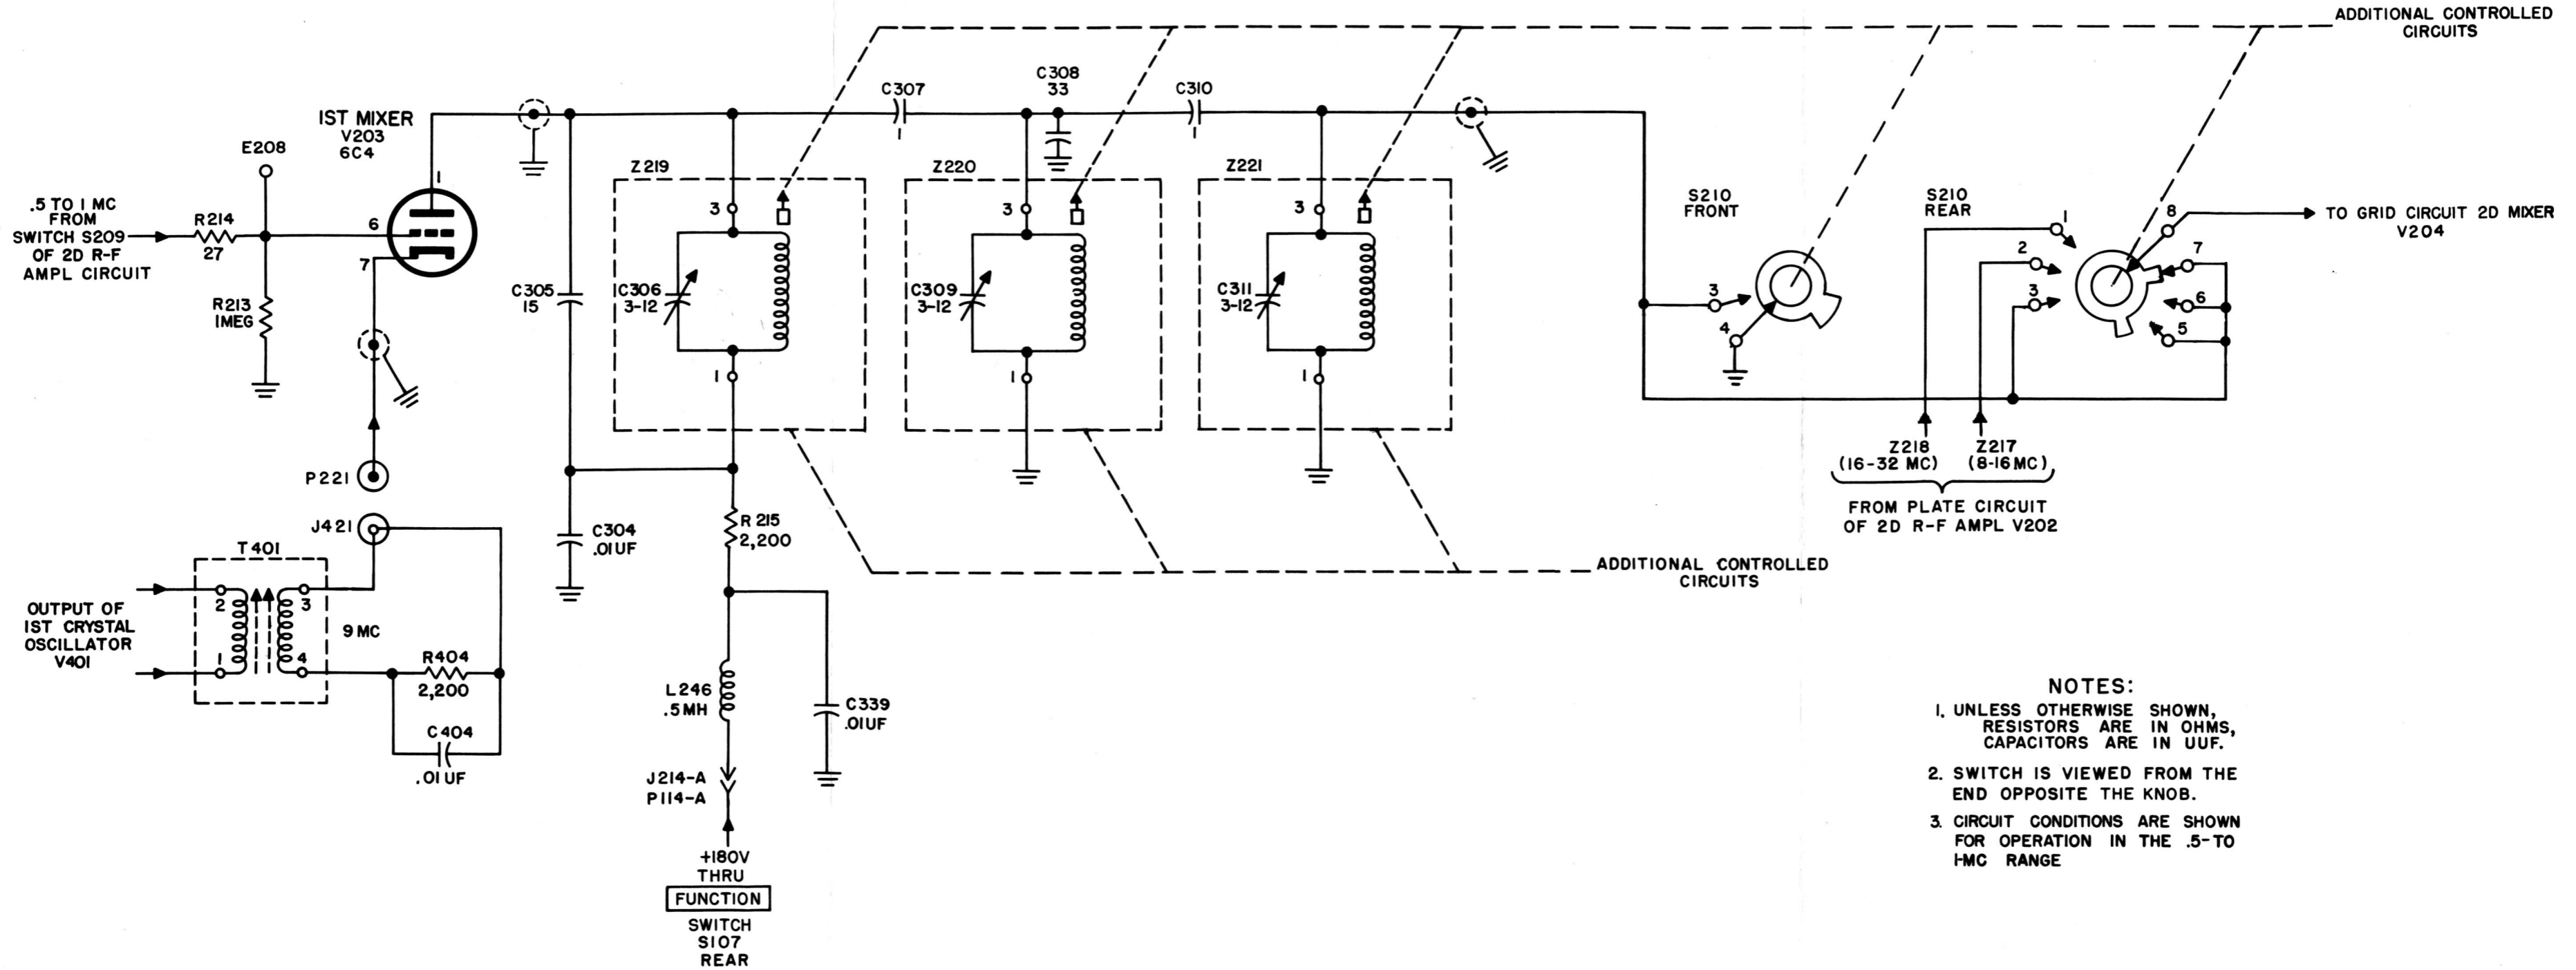 ADDITIONAL CONTROLLED
CIRCUITS
C308
33
C307
1
C310
1
1ST MIXER
V203
6C4
E208
.5 TO 1 MC
FROM
SWITCH S209
OF 2D R-F
AMPL CIRCUIT
R214
27
R213
1MEG
1
6
7
P221
J421
T401
OUTPUT OF
1ST CRYSTAL
OSCILLATOR
V401
2
1
3
4
9 MC
R404
2,200
C404
.01UF
C305
15
C304
.01UF
Z219
3
C306
3-12
1
Z220
3
C309
3-12
1
Z221
3
C311
3-12
1
R215
2,200
L246
.5MH
C339
.01UF
J214-A
P114-A
+180V
THRU
FUNCTION
SWITCH
S107
REAR
ADDITIONAL CONTROLLED
CIRCUITS
S210
FRONT
3
4
S210
REAR
1
2
3
8
7
6
5
TO GRID CIRCUIT 2D MIXER
V204
Z218
(16-32 MC)
Z217
(8-16MC)
FROM PLATE CIRCUIT
OF 2D R-F AMPL V202
NOTES:
1. UNLESS OTHERWISE SHOWN,
RESISTORS ARE IN OHMS,
CAPACITORS ARE IN UUF.
2. SWITCH IS VIEWED FROM THE
END OPPOSITE THE KNOB.
3. CIRCUIT CONDITIONS ARE SHOWN
FOR OPERATION IN THE .5-TO
1-MC RANGE